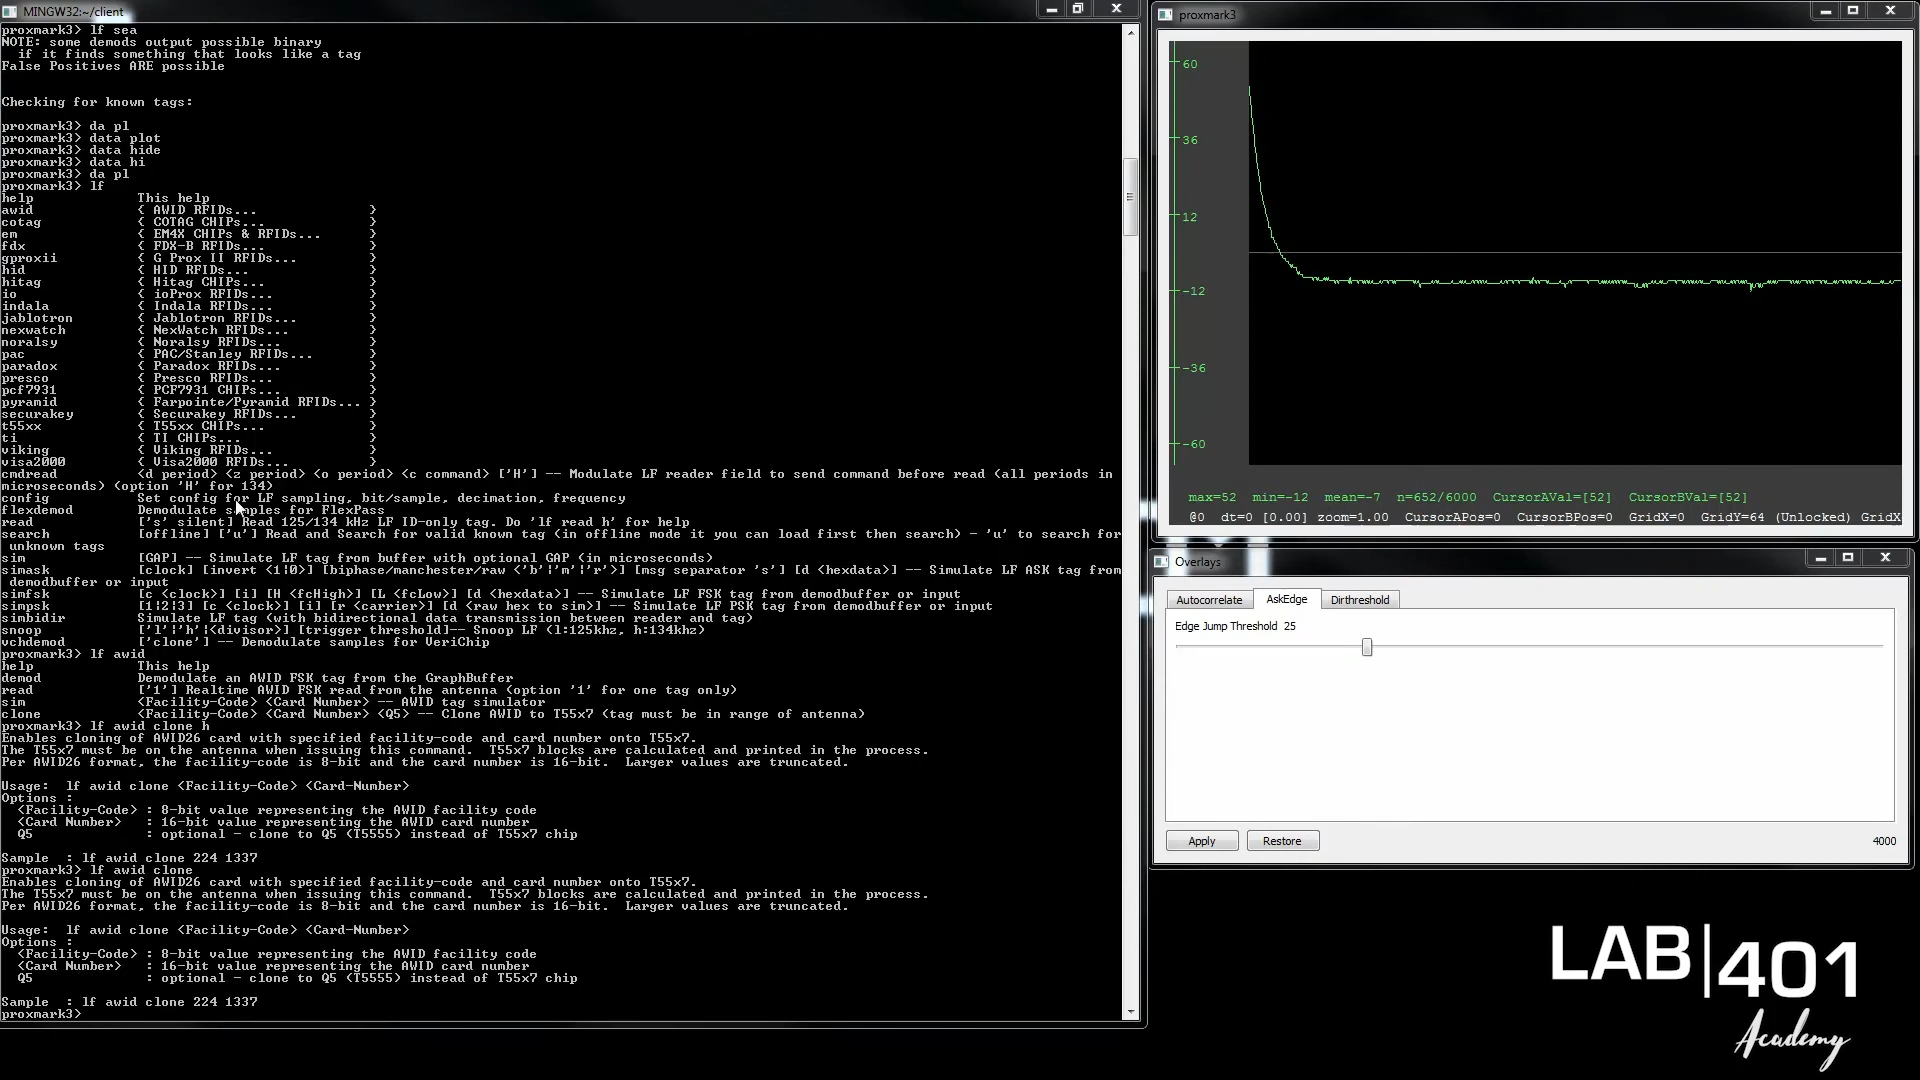 MINGW32:~/client
proxmark3> lf sea
NOTE: some demods output possible binary
  if it finds something that looks like a tag
False Positives ARE possible
Checking for known tags:
proxmark3> da pl
proxmark3> data plot
proxmark3> data hide
proxmark3> data hi
proxmark3> da pl
proxmark3> lf
help             This help
awid             { AWID RFIDs...              }
cotag            { COTAG CHIPs...             }
em               { EM4X CHIPs & RFIDs...      }
fdx              { FDX-B RFIDs...             }
gproxii          { G Prox II RFIDs...         }
hid              { HID RFIDs...               }
hitag            { Hitag CHIPs...             }
io               { ioProx RFIDs...            }
indala           { Indala RFIDs...            }
jablotron        { Jablotron RFIDs...         }
nexwatch         { NexWatch RFIDs...          }
noralsy          { Noralsy RFIDs...           }
pac              { PAC/Stanley RFIDs...       }
paradox          { Paradox RFIDs...           }
presco           { Presco RFIDs...            }
pcf7931          { PCF7931 CHIPs...           }
pyramid          { Farpointe/Pyramid RFIDs... }
securakey        { Securakey RFIDs...         }
t55xx            { T55xx CHIPs...             }
ti               { TI CHIPs...                }
viking           { Viking RFIDs...            }
visa2000         { Visa2000 RFIDs...          }
cmdread          <d period> <z period> <o period> <c command> ['H'] -- Modulate LF reader field to send command before read (all periods in
microseconds) (option 'H' for 134)
config           Set config for LF sampling, bit/sample, decimation, frequency
flexdemod        Demodulate samples for FlexPass
read             ['s' silent] Read 125/134 kHz LF ID-only tag. Do 'lf read h' for help
search           [offline] ['u'] Read and Search for valid known tag (in offline mode it you can load first then search) - 'u' to search for
 unknown tags
sim              [GAP] -- Simulate LF tag from buffer with optional GAP (in microseconds)
simask           [clock] [invert <1|0>] [biphase/manchester/raw <'b'|'m'|'r'>] [msg separator 's'] [d <hexdata>] -- Simulate LF ASK tag from
 demodbuffer or input
simfsk           [c <clock>] [i] [H <fcHigh>] [L <fcLow>] [d <hexdata>] -- Simulate LF FSK tag from demodbuffer or input
simpsk           [1|2|3] [c <clock>] [i] [r <carrier>] [d <raw hex to sim>] -- Simulate LF PSK tag from demodbuffer or input
simbidir         Simulate LF tag (with bidirectional data transmission between reader and tag)
snoop            ['l'|'h'|<divisor>] [trigger threshold]-- Snoop LF (l:125khz, h:134khz)
vchdemod         ['clone'] -- Demodulate samples for VeriChip
proxmark3> lf awid
help             This help
demod            Demodulate an AWID FSK tag from the GraphBuffer
read             ['1'] Realtime AWID FSK read from the antenna (option '1' for one tag only)
sim              <Facility-Code> <Card Number> -- AWID tag simulator
clone            <Facility-Code> <Card Number> <Q5> -- Clone AWID to T55x7 (tag must be in range of antenna)
proxmark3> lf awid clone h
Enables cloning of AWID26 card with specified facility-code and card number onto T55x7.
The T55x7 must be on the antenna when issuing this command.  T55x7 blocks are calculated and printed in the process.
Per AWID26 format, the facility-code is 8-bit and the card number is 16-bit.  Larger values are truncated.
Usage:  lf awid clone <Facility-Code> <Card-Number>
Options :
  <Facility-Code> : 8-bit value representing the AWID facility code
  <Card Number>   : 16-bit value representing the AWID card number
  Q5              : optional - clone to Q5 (T5555) instead of T55x7 chip
Sample  : lf awid clone 224 1337
proxmark3> lf awid clone
Enables cloning of AWID26 card with specified facility-code and card number onto T55x7.
The T55x7 must be on the antenna when issuing this command.  T55x7 blocks are calculated and printed in the process.
Per AWID26 format, the facility-code is 8-bit and the card number is 16-bit.  Larger values are truncated.
Usage:  lf awid clone <Facility-Code> <Card-Number>
Options :
  <Facility-Code> : 8-bit value representing the AWID facility code
  <Card Number>   : 16-bit value representing the AWID card number
  Q5              : optional - clone to Q5 (T5555) instead of T55x7 chip
Sample  : lf awid clone 224 1337
proxmark3>
proxmark3
60
36
12
-12
-36
-60
max=52  min=-12  mean=-7  n=652/6000  CursorAVal=[52]  CursorBVal=[52]
@0  dt=0 [0.00] zoom=1.00  CursorAPos=0  CursorBPos=0  GridX=0  GridY=64 (Unlocked) GridX
Overlays
Autocorrelate AskEdge Dirthreshold
Edge Jump Threshold 25
Apply Restore 4000
LAB|401
Academy